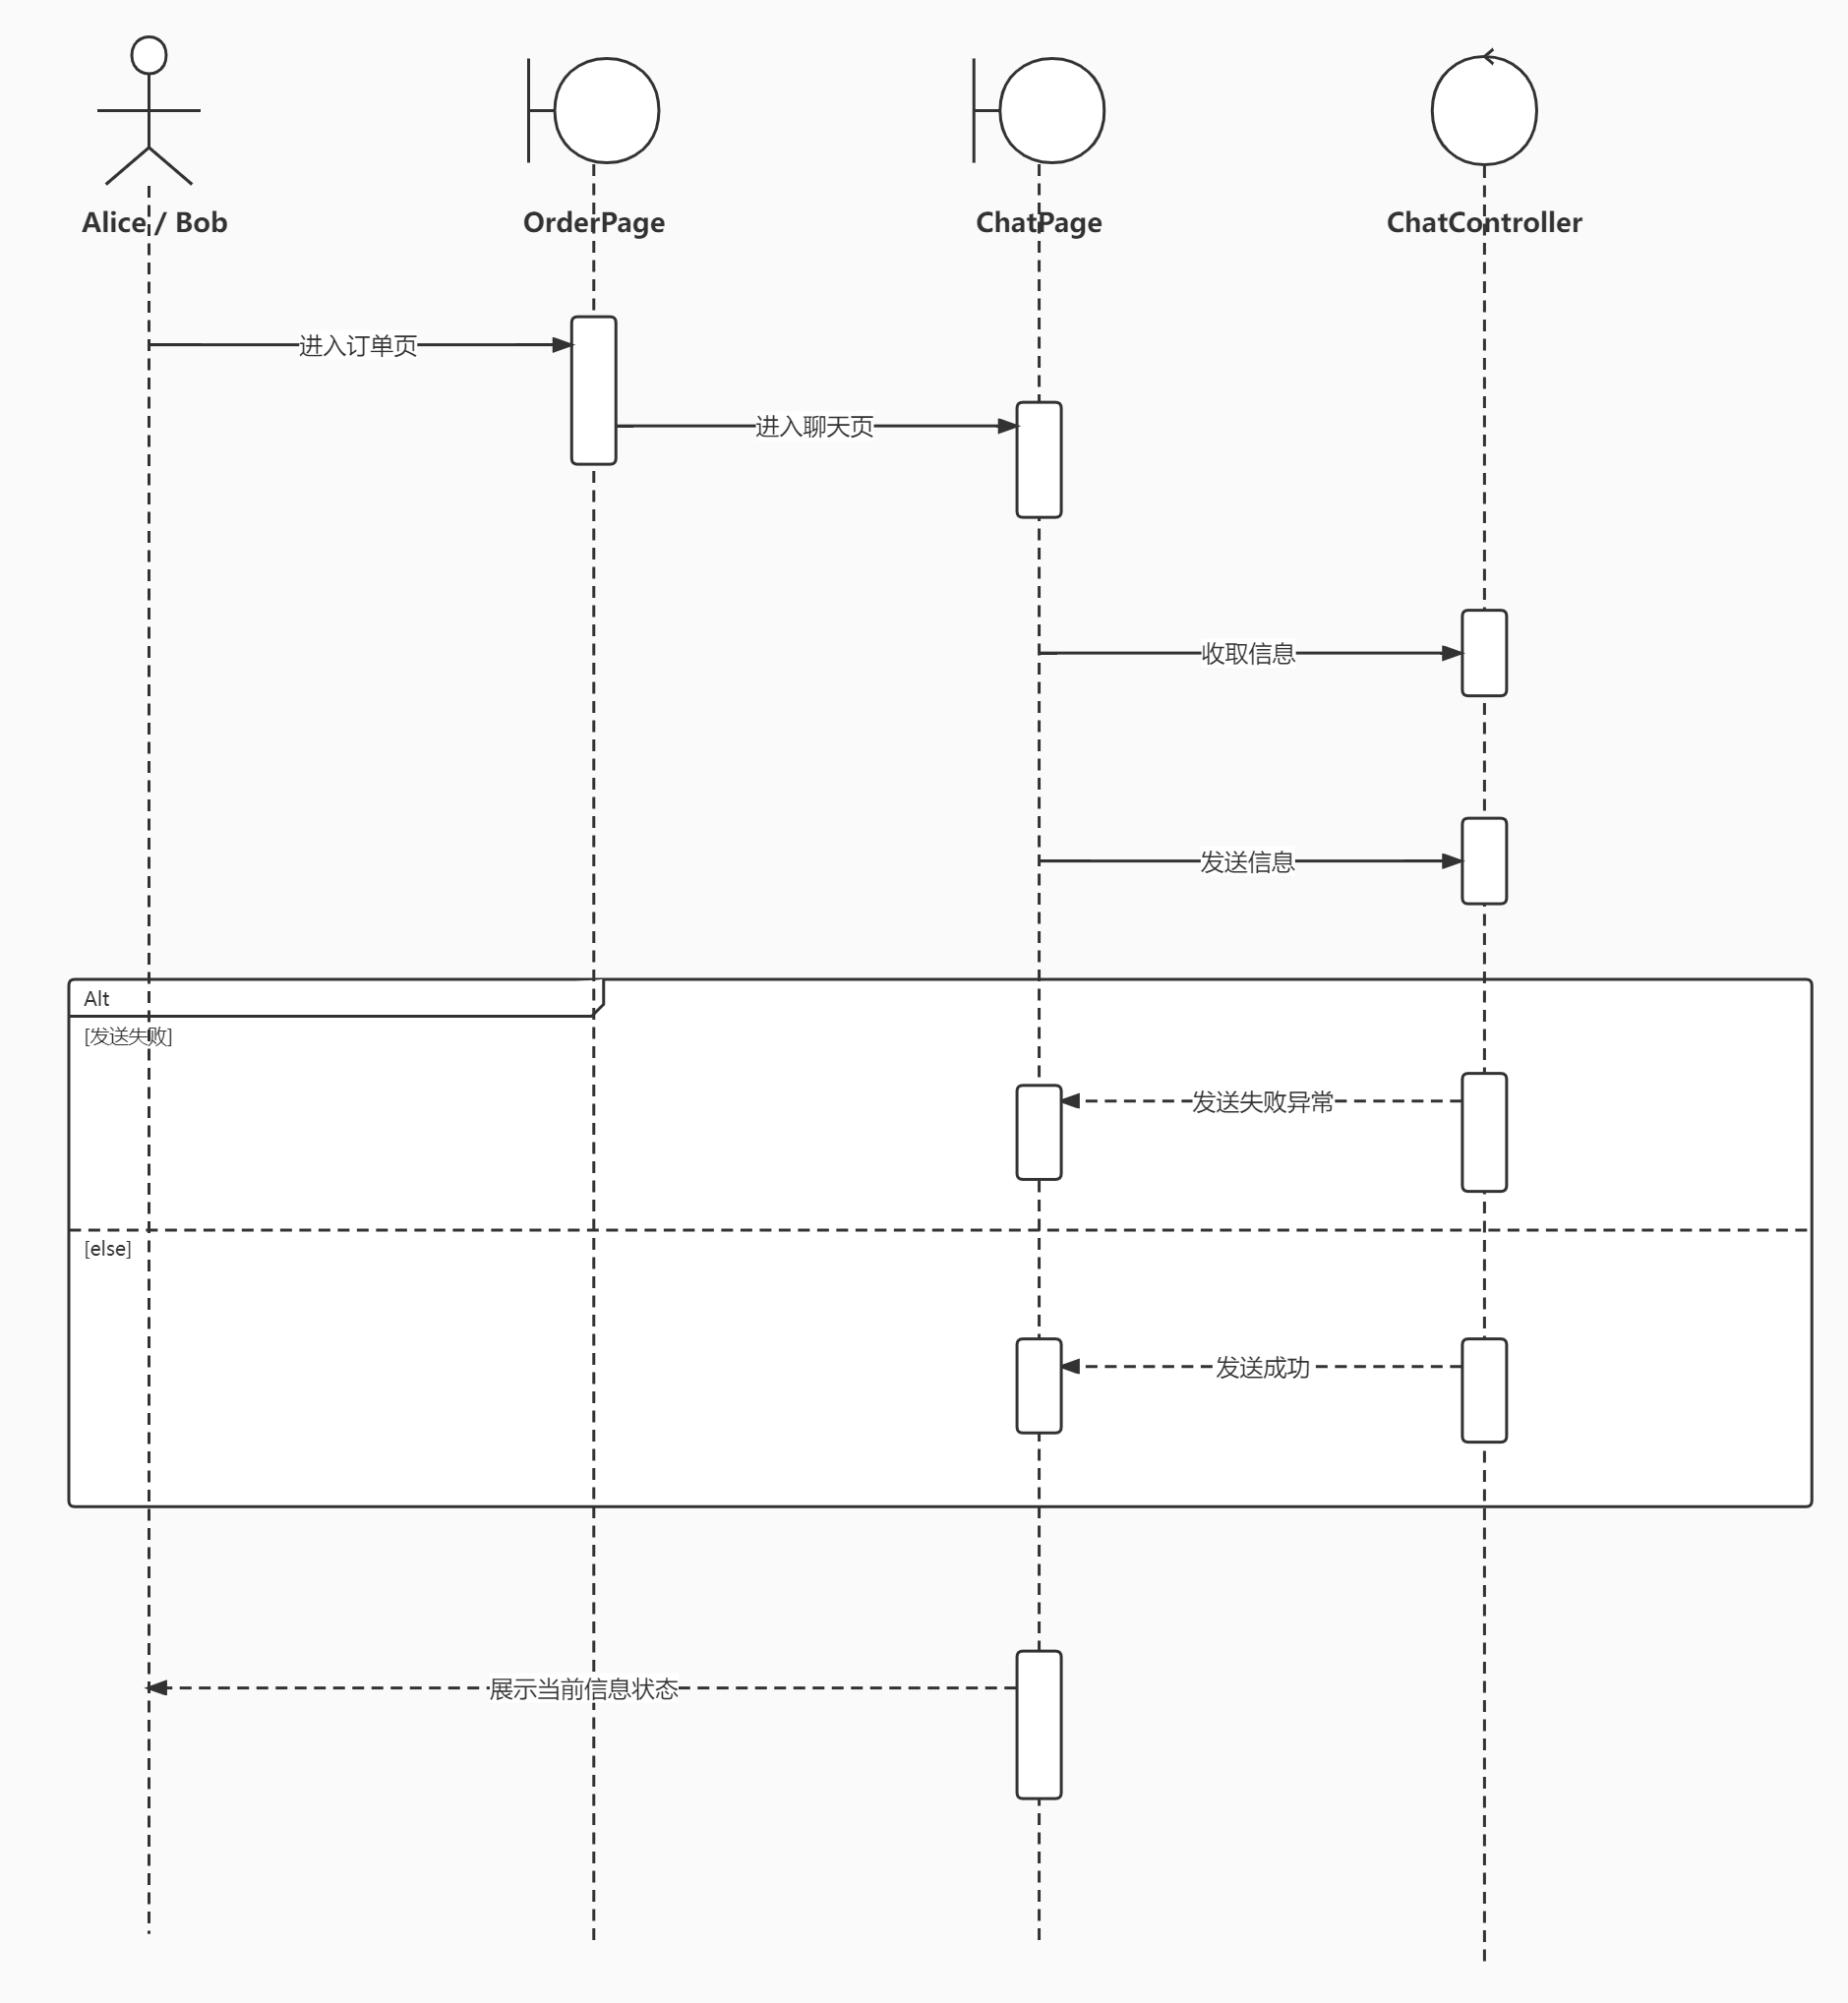 Alice / Bob
OrderPage
ChatPage
ChatController
进入订单页
进入聊天页
收取信息
发送信息
Alt
[发送失败]
发送失败异常
[else]
发送成功
展示当前信息状态